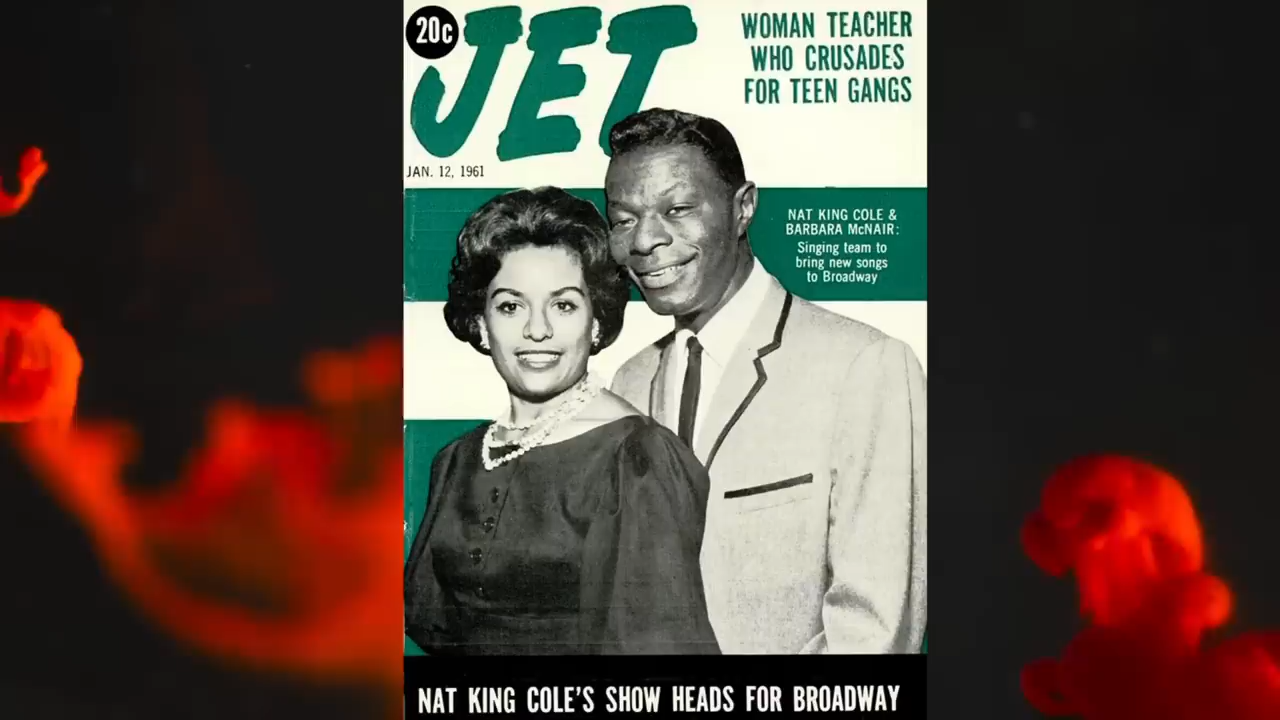 20c
JET
WOMAN TEACHER
WHO CRUSADES
FOR TEEN GANGS
JAN. 12, 1961
NAT KING COLE &
BARBARA McNAIR:
Singing team to
bring new songs
to Broadway
NAT KING COLE'S SHOW HEADS FOR BROADWAY